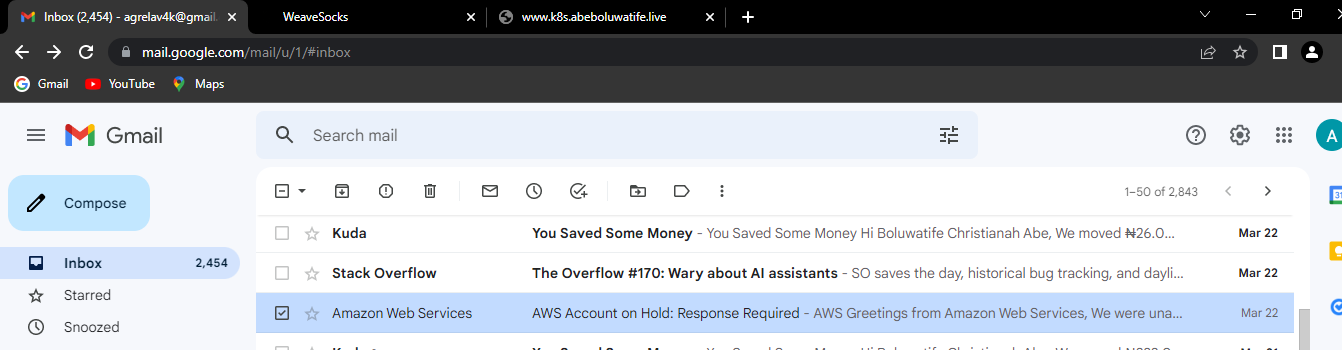 Inbox (2,454) - agrelav4k@gmail. WeaveSocks www.k8s.abeboluwatife.live
mail.google.com/mail/u/1/#inbox
Gmail YouTube Maps
Gmail Search mail A
Compose 1–50 of 2,843 31
Kuda You Saved Some Money - You Saved Some Money Hi Boluwatife Christianah Abe, We moved ₦26.0... Mar 22
Inbox 2,454
Stack Overflow The Overflow #170: Wary about AI assistants - SO saves the day, historical bug tracking, and dayli... Mar 22
Starred
Amazon Web Services AWS Account on Hold: Response Required - AWS Greetings from Amazon Web Services, We were una... Mar 22
Snoozed